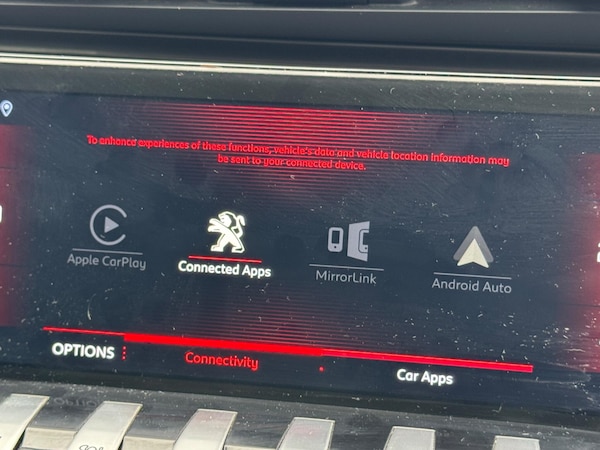 To enhance experiences of these functions, vehicle's data and vehicle location information may
be sent to your connected device.
Apple CarPlay
Connected Apps
MirrorLink
Android Auto
OPTIONS
Connectivity
Car Apps